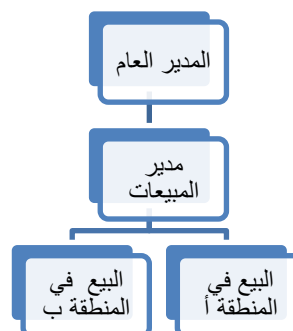 المدير العام
مدير
المبيعات
البيع في
المنطقة أ
البيع في
المنطقة ب